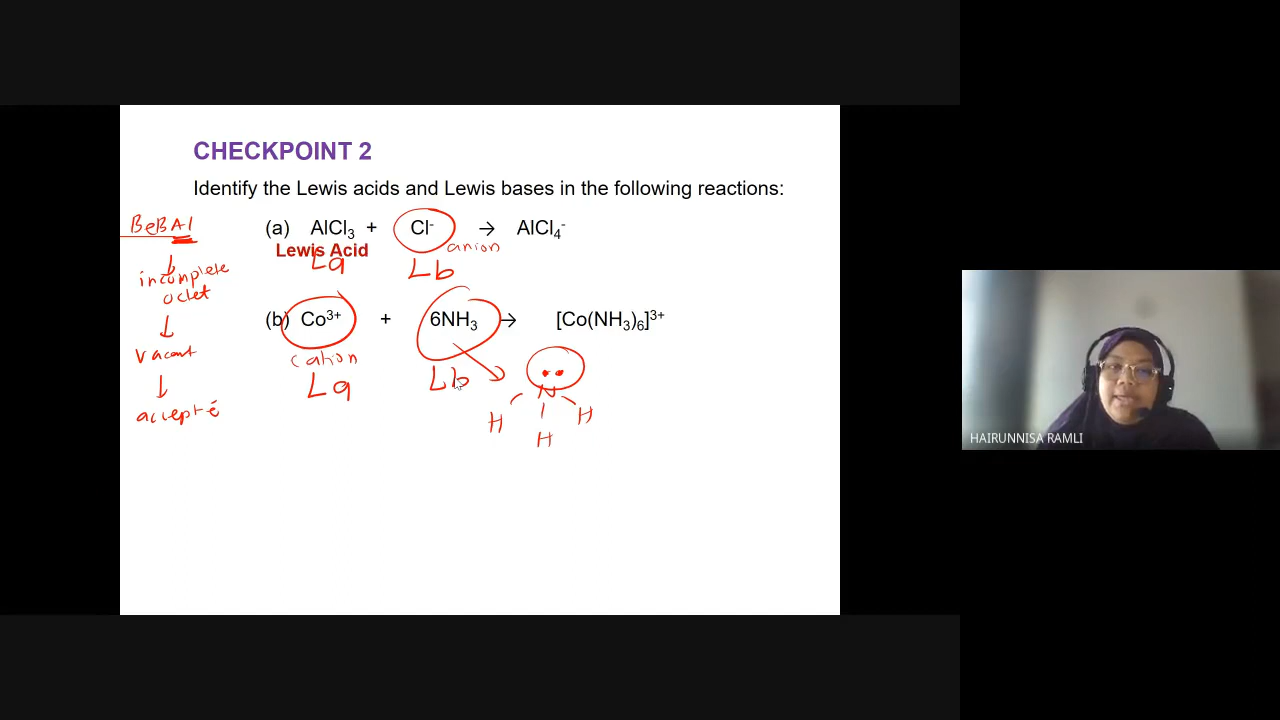 CHECKPOINT 2
Identify the Lewis acids and Lewis bases in the following reactions:
BeBAl
(a) AlCl₃ + Cl⁻ → AlCl₄⁻
Lewis Acid
anion
La
Lb
incomplete
octet
(b) Co³⁺ + 6NH₃ → [Co(NH₃)₆]³⁺
vacant
cation
La
Lb
accept é
N
H
H
H
HAIRUNNISA RAMLI